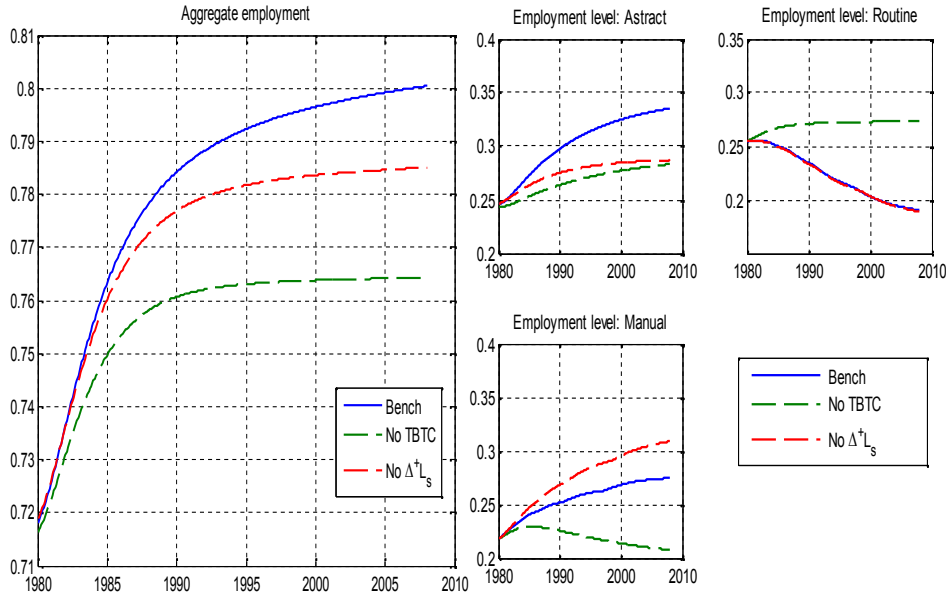 Aggregate employment
0.81
0.8
0.79
0.78
0.77
0.76
0.75
0.74
0.73
0.72
0.71
1980 1985 1990 1995 2000 2005 2010
Bench
No TBTC
No Δ⁺Lₛ
Employment level: Astract
0.4
0.35
0.3
0.25
0.2
1980 1990 2000 2010
Employment level: Routine
0.35
0.3
0.25
0.2
1980 1990 2000 2010
Employment level: Manual
0.4
0.35
0.3
0.25
0.2
1980 1990 2000 2010
Bench
No TBTC
No Δ⁺Lₛ